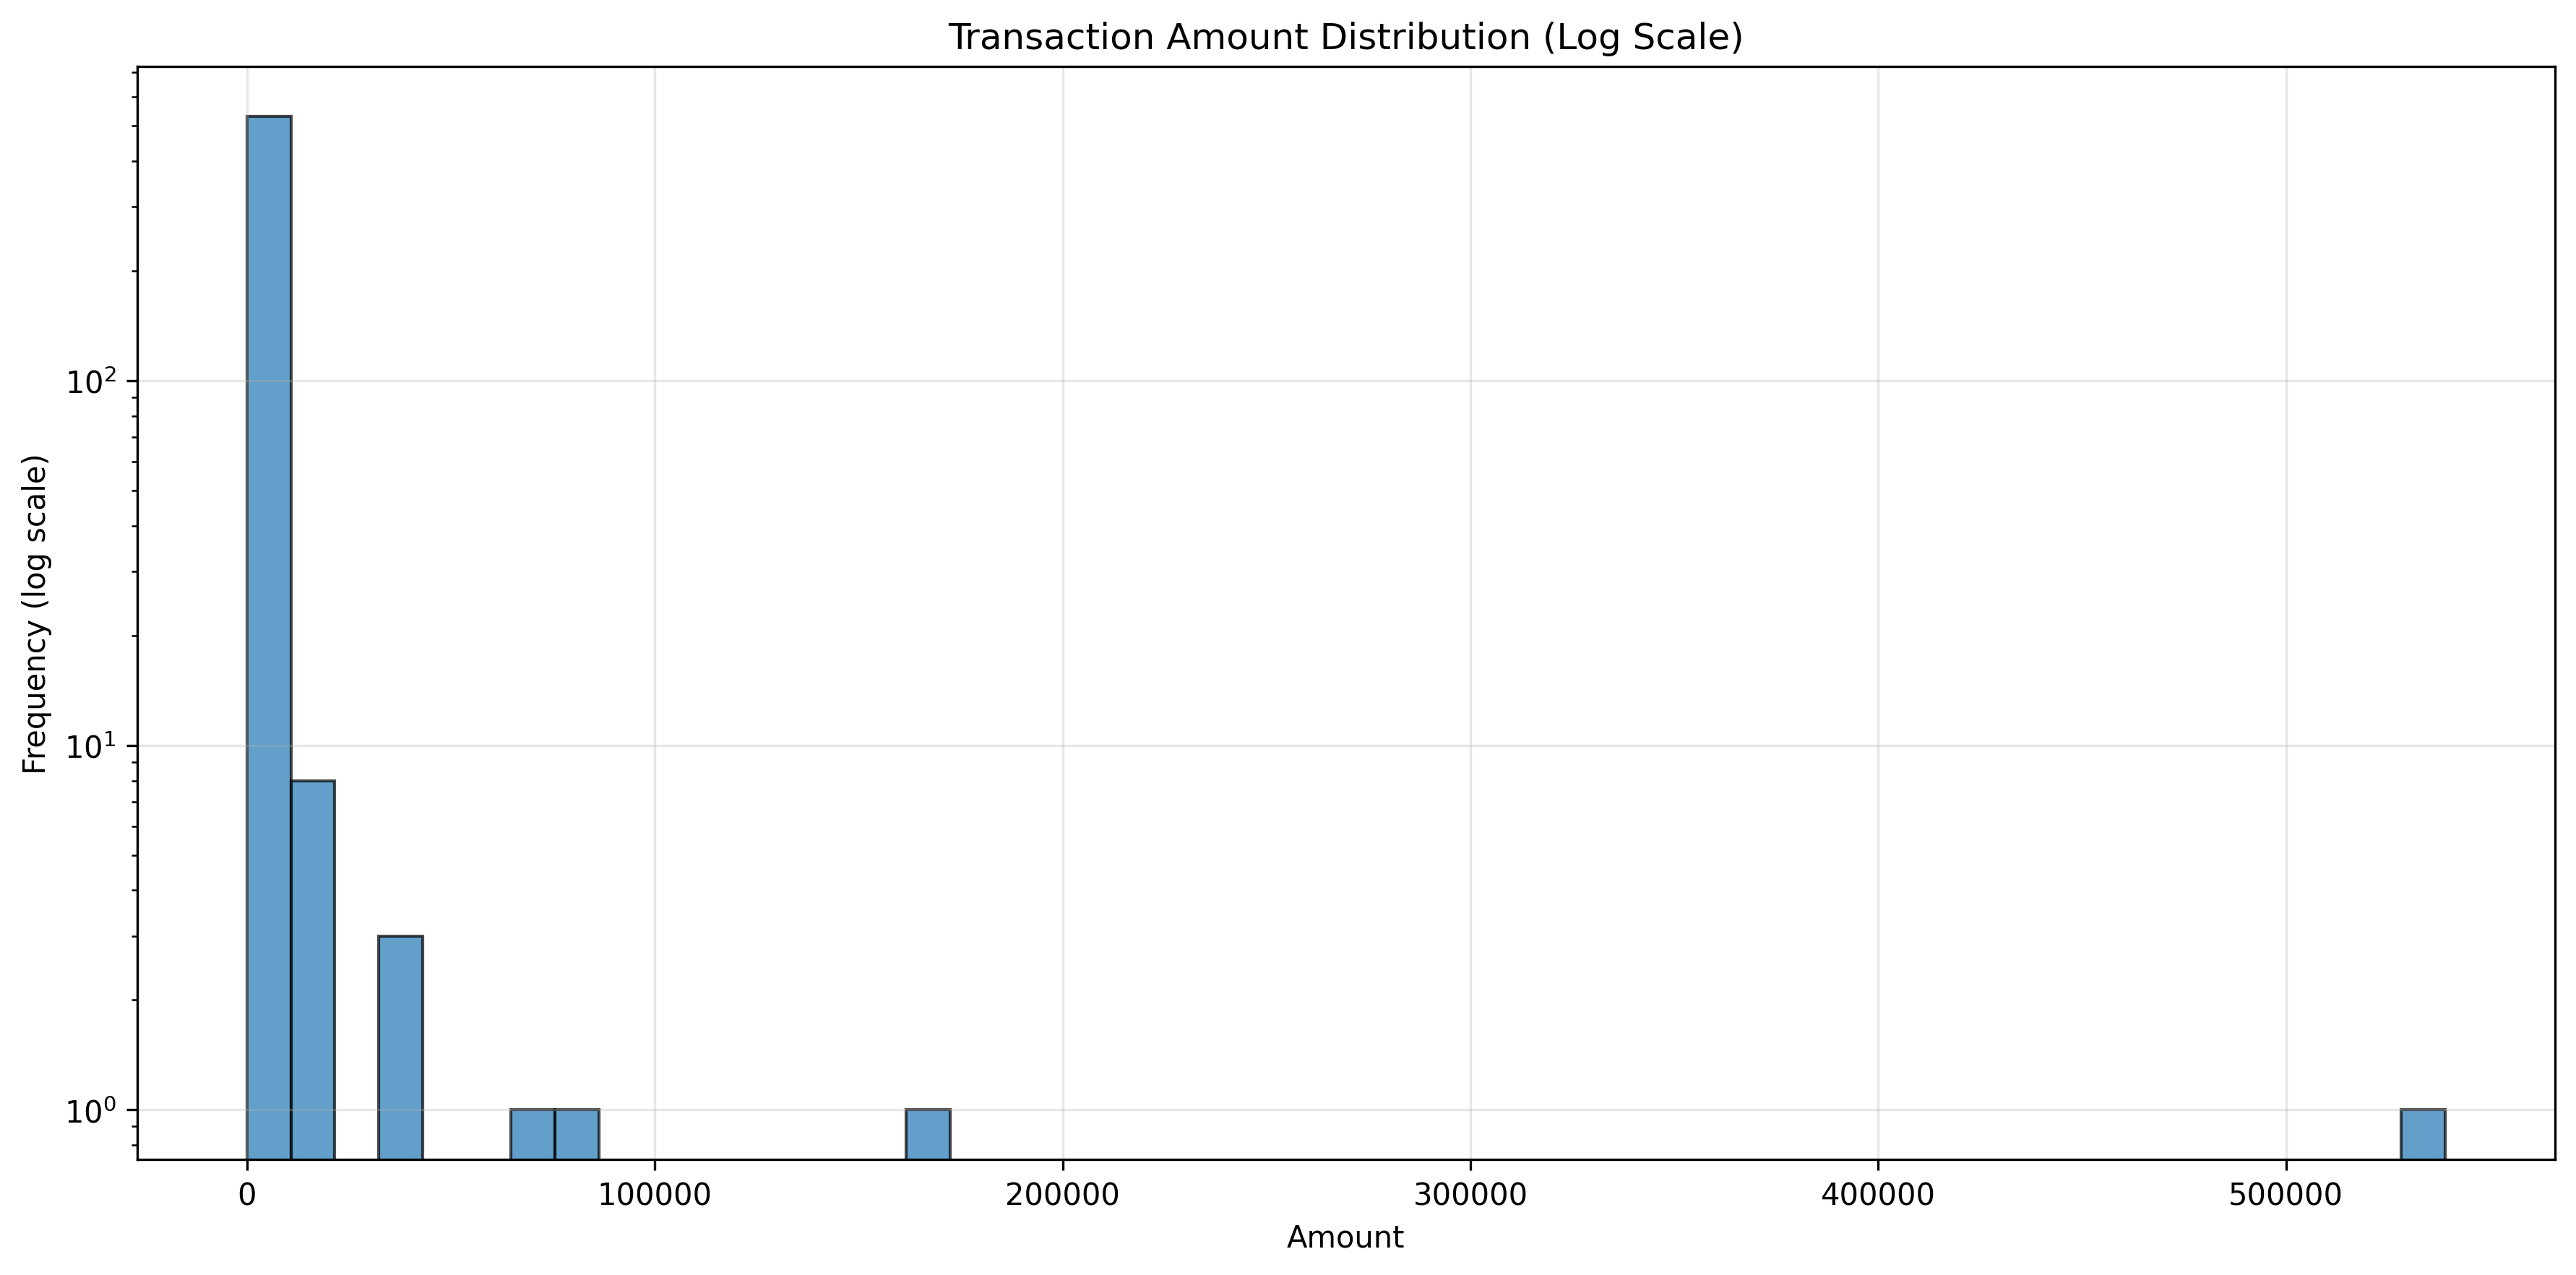 Transaction Amount Distribution (Log Scale)
Frequency (log scale)
10²
10¹
10⁰
0 100000 200000 300000 400000 500000
Amount